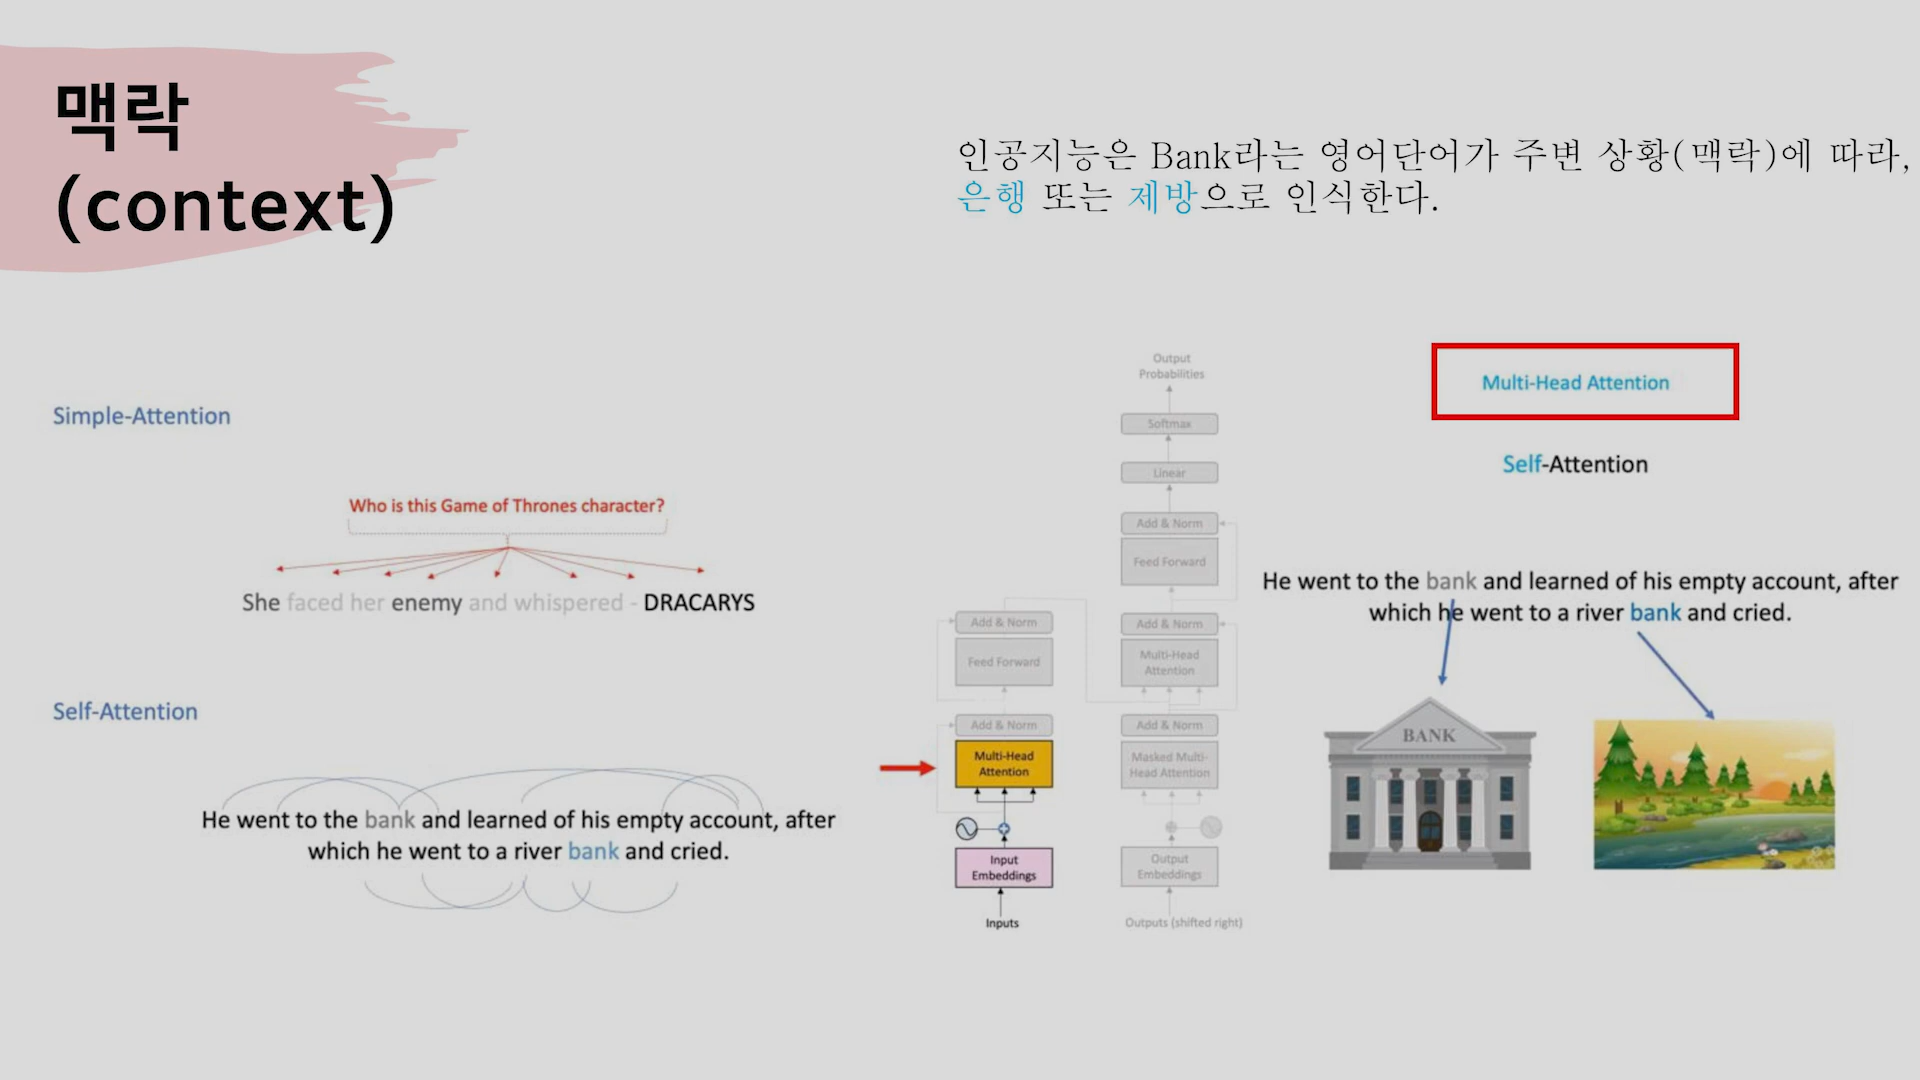 맥락
(context)
인공지능은 Bank라는 영어단어가 주변 상황(맥락)에 따라,
은행 또는 제방으로 인식한다.
Simple-Attention
Who is this Game of Thrones character?
She faced her enemy and whispered - DRACARYS
Self-Attention
He went to the bank and learned of his empty account, after
which he went to a river bank and cried.
Output
Probabilities
Softmax
Linear
Add & Norm
Feed Forward
Add & Norm
Multi-Head
Attention
Add & Norm
Masked Multi-
Head Attention
Output
Embeddings
Outputs (shifted right)
Add & Norm
Feed Forward
Add & Norm
Multi-Head
Attention
Input
Embeddings
Inputs
Multi-Head Attention
Self-Attention
He went to the bank and learned of his empty account, after
which he went to a river bank and cried.
BANK